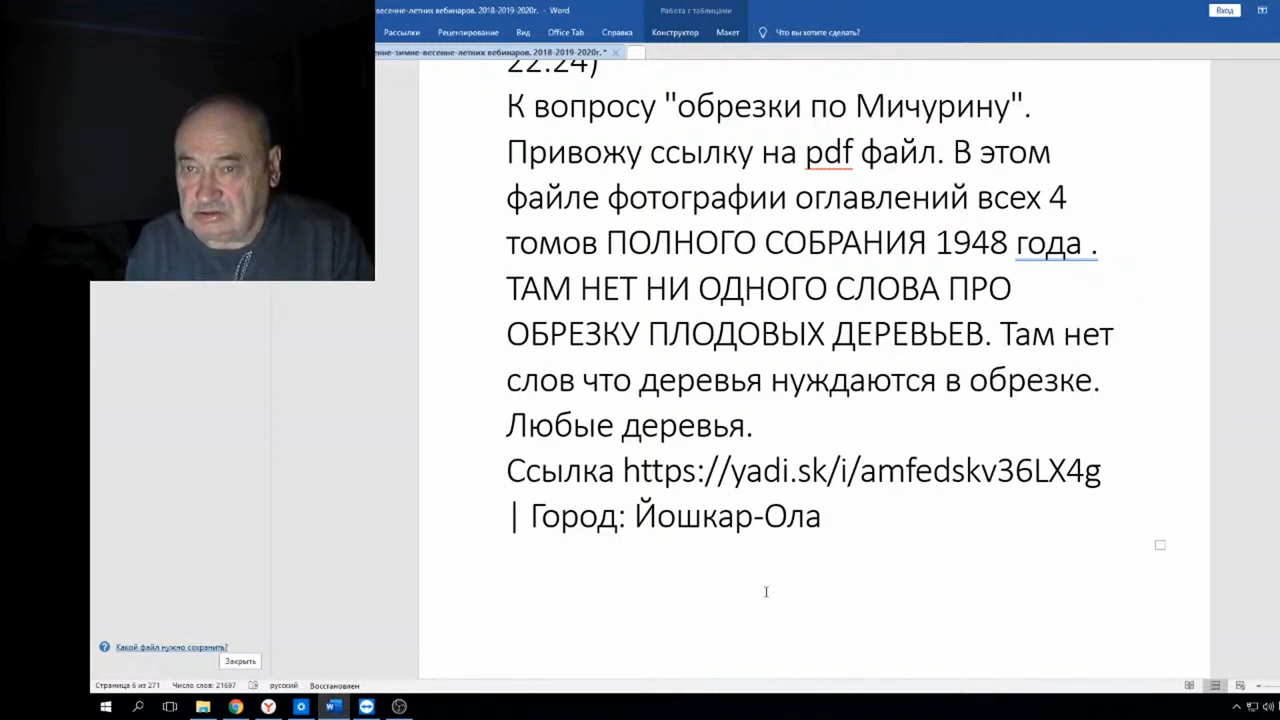 весенне-летних вебинаров. 2018-2019-2020г. - Word
Работа с таблицами
Вход
Рассылки Рецензирование Вид Office Tab Справка Конструктор Макет Что вы хотите сделать?
нне-зимне-весенне-летних вебинаров. 2018-2019-2020г. *
22:24)
К вопросу "обрезки по Мичурину".
Привожу ссылку на pdf файл. В этом
файле фотографии оглавлений всех 4
томов ПОЛНОГО СОБРАНИЯ 1948 года .
ТАМ НЕТ НИ ОДНОГО СЛОВА ПРО
ОБРЕЗКУ ПЛОДОВЫХ ДЕРЕВЬЕВ. Там нет
слов что деревья нуждаются в обрезке.
Любые деревья.
Ссылка https://yadi.sk/i/amfedskv36LX4g
| Город: Йошкар-Ола
Какой файл нужно сохранить?
Закрыть
Страница 6 из 271 Число слов: 21697 русский Восстановлен